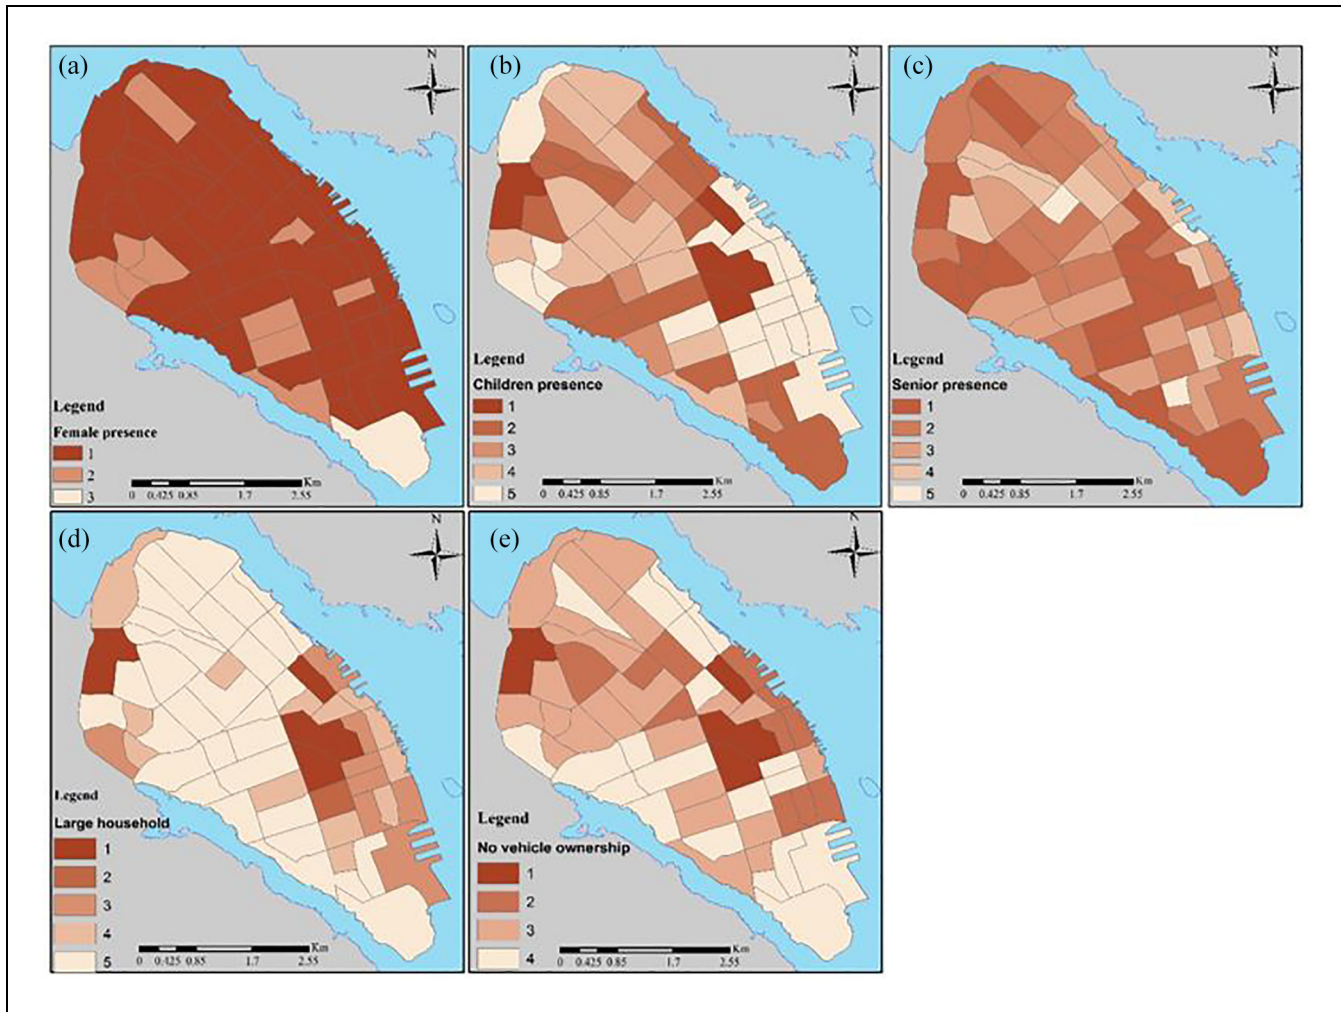 (a)
N
Legend
Female presence
1
2
3
Km
0 0.425 0.85 1.7 2.55
(b)
N
Legend
Children presence
1
2
3
4
5
Km
0 0.425 0.85 1.7 2.55
(c)
N
Legend
Senior presence
1
2
3
4
5
Km
0 0.425 0.85 1.7 2.55
(d)
N
Legend
Large household
1
2
3
4
5
Km
0 0.425 0.85 1.7 2.55
(e)
N
Legend
No vehicle ownership
1
2
3
4
Km
0 0.425 0.85 1.7 2.55